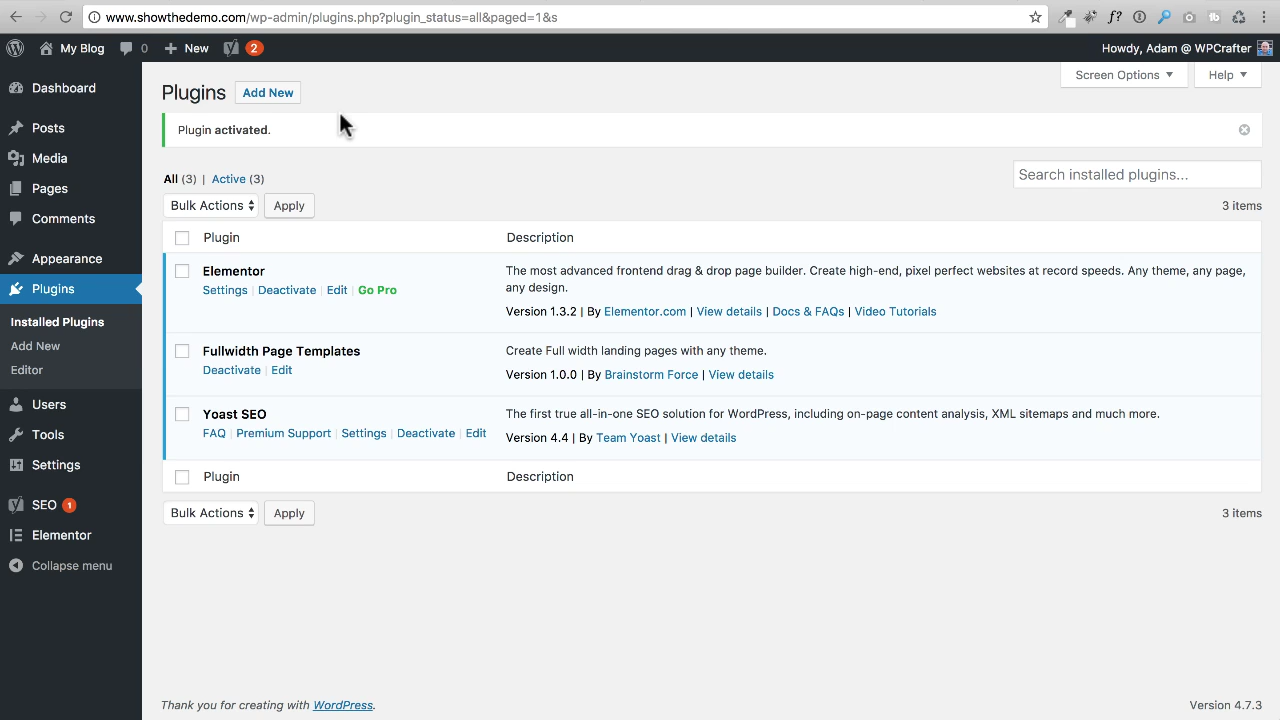 www.showthedemo.com/wp-admin/plugins.php?plugin_status=all&paged=1&s
My Blog 0 New 2 Howdy, Adam @ WPCrafter
Screen Options Help
Dashboard
Posts
Media
Pages
Comments
Appearance
Plugins
Installed Plugins
Add New
Editor
Users
Tools
Settings
SEO 1
Elementor
Collapse menu
Plugins Add New
Plugin activated.
All (3) | Active (3)
Search installed plugins...
Bulk Actions Apply 3 items
Plugin Description
Elementor
Settings | Deactivate | Edit | Go Pro
The most advanced frontend drag & drop page builder. Create high-end, pixel perfect websites at record speeds. Any theme, any page,
any design.
Version 1.3.2 | By Elementor.com | View details | Docs & FAQs | Video Tutorials
Fullwidth Page Templates
Deactivate | Edit
Create Full width landing pages with any theme.
Version 1.0.0 | By Brainstorm Force | View details
Yoast SEO
FAQ | Premium Support | Settings | Deactivate | Edit
The first true all-in-one SEO solution for WordPress, including on-page content analysis, XML sitemaps and much more.
Version 4.4 | By Team Yoast | View details
Plugin Description
Bulk Actions Apply 3 items
Thank you for creating with WordPress. Version 4.7.3